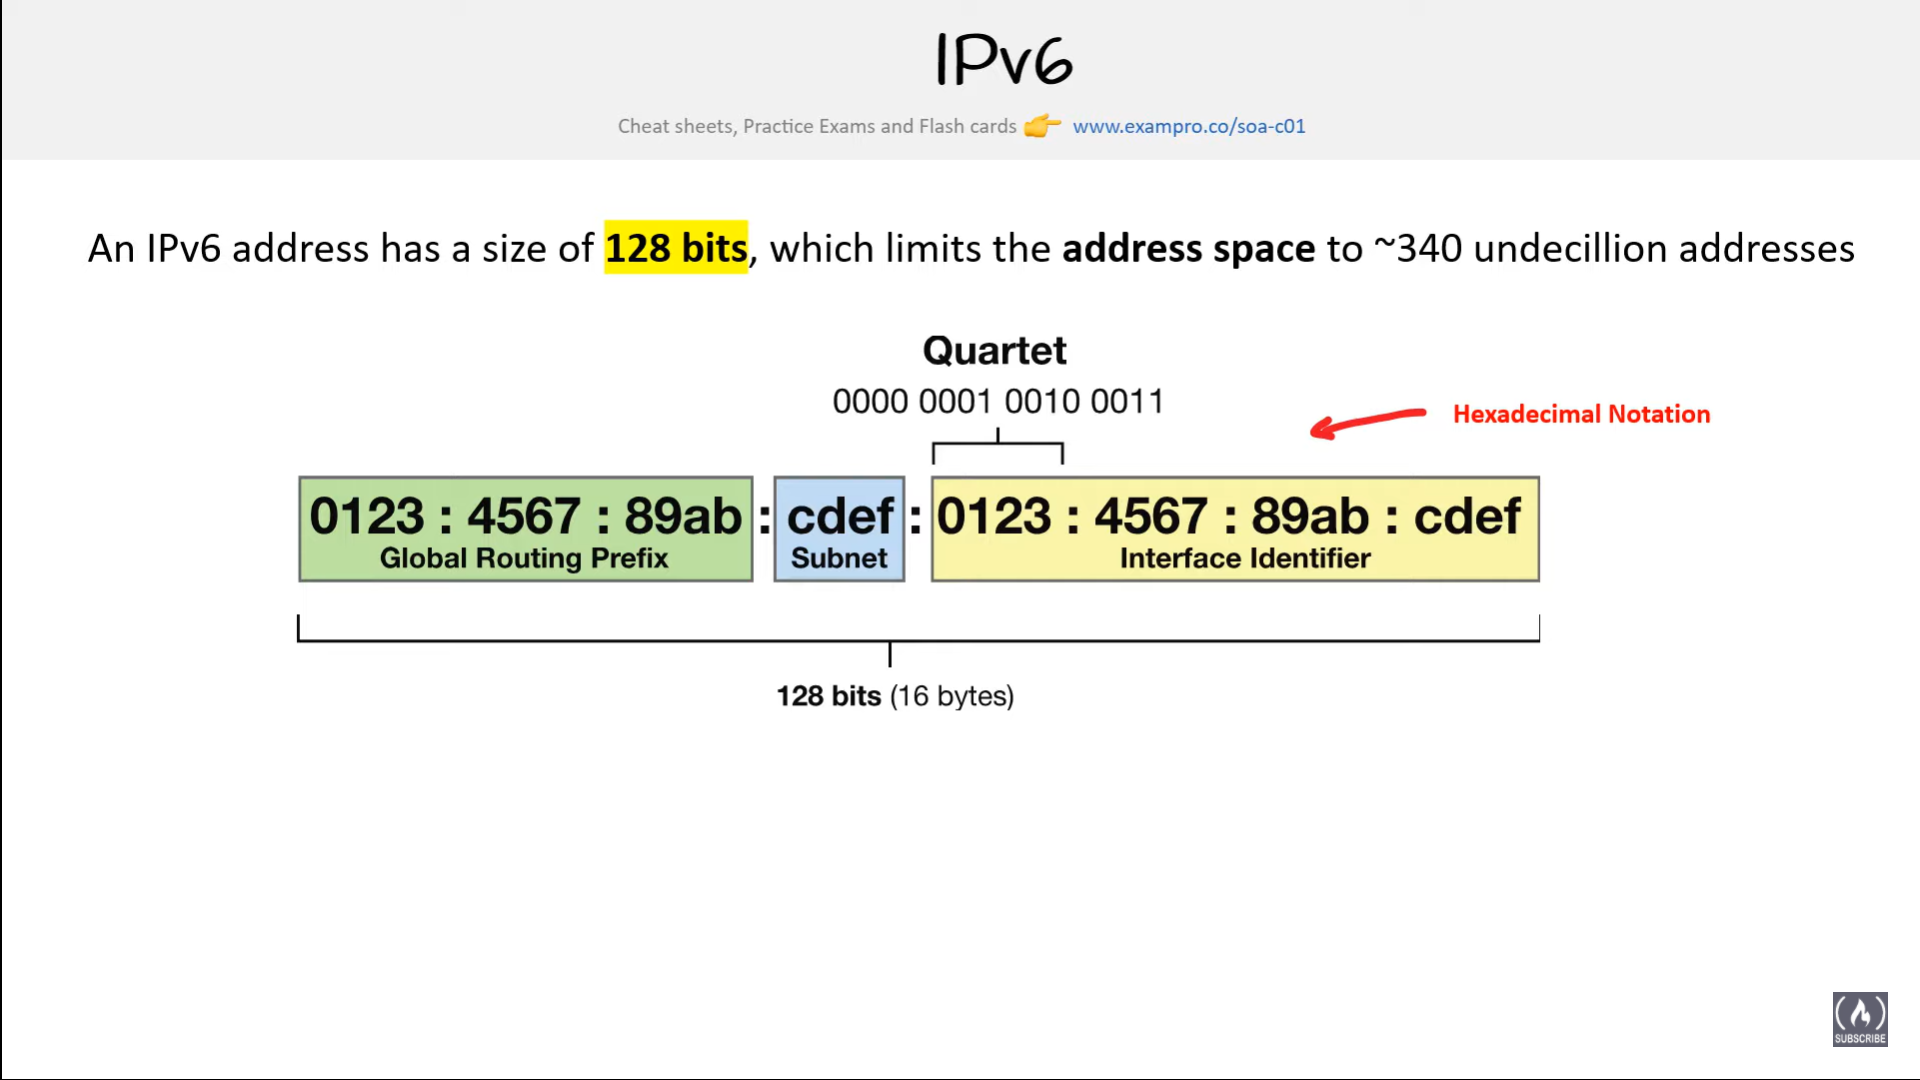 IPv6
Cheat sheets, Practice Exams and Flash cards www.exampro.co/soa-c01
An IPv6 address has a size of 128 bits, which limits the address space to ~340 undecillion addresses
Quartet
0000 0001 0010 0011
Hexadecimal Notation
0123 : 4567 : 89ab : cdef : 0123 : 4567 : 89ab : cdef
Global Routing Prefix Subnet Interface Identifier
128 bits (16 bytes)
SUBSCRIBE